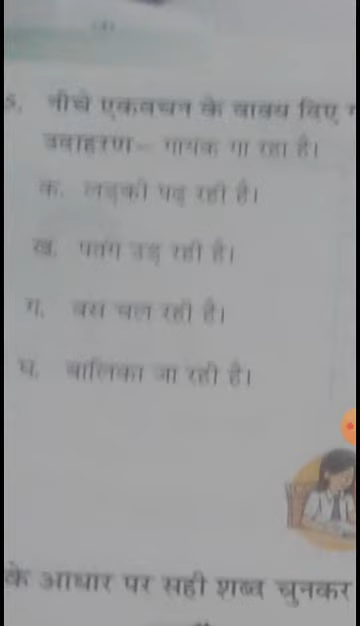 5. नीचे एकवचन के वाक्य दिए
उदाहरण– गायक गा रहा है।
क. लड़की पढ़ रही है।
ख. पतंग उड़ रही है।
ग. बस चल रही है।
घ. बालिका जा रही है।
के आधार पर सही शब्द चुनकर